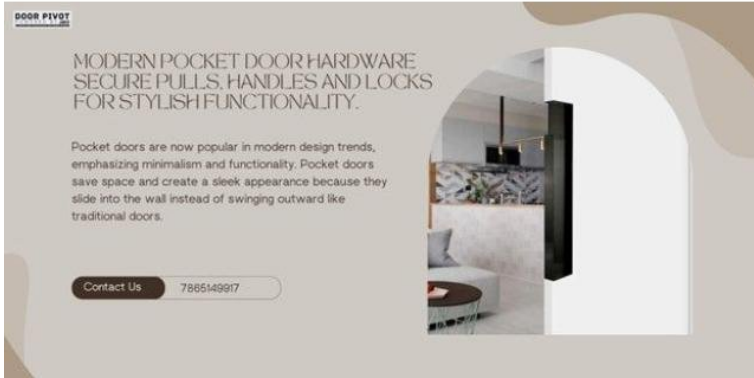 DOOR PIVOT
MODERN POCKET DOOR HARDWARE
SECURE PULLS, HANDLES AND LOCKS
FOR STYLISH FUNCTIONALITY.
Pocket doors are now popular in modern design trends,
emphasizing minimalism and functionality. Pocket doors
save space and create a sleek appearance because they
slide into the wall instead of swinging outward like
traditional doors.
Contact Us 7865149917